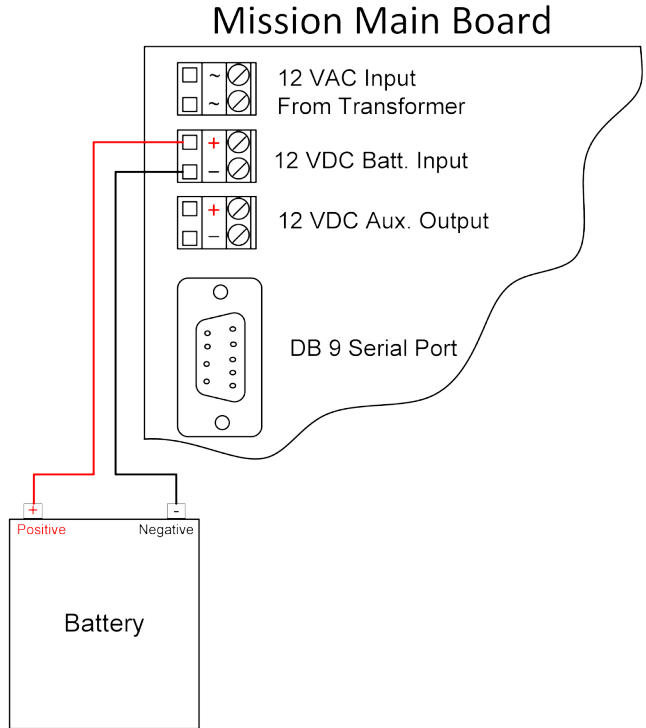 Mission Main Board
~ 12 VAC Input
~ From Transformer
+
12 VDC Batt. Input
−
+
12 VDC Aux. Output
−
DB 9 Serial Port
+ -
Positive Negative
Battery